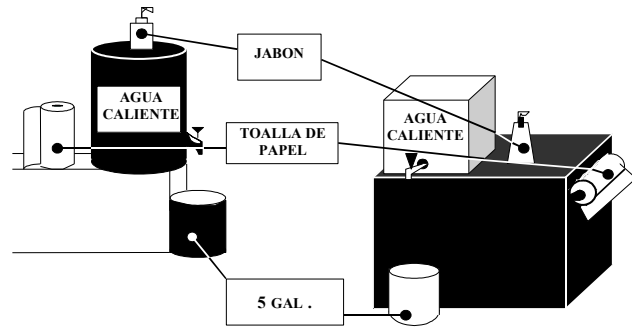 JABON
AGUA
CALIENTE
AGUA
CALIENTE
TOALLA DE
PAPEL
5 GAL .